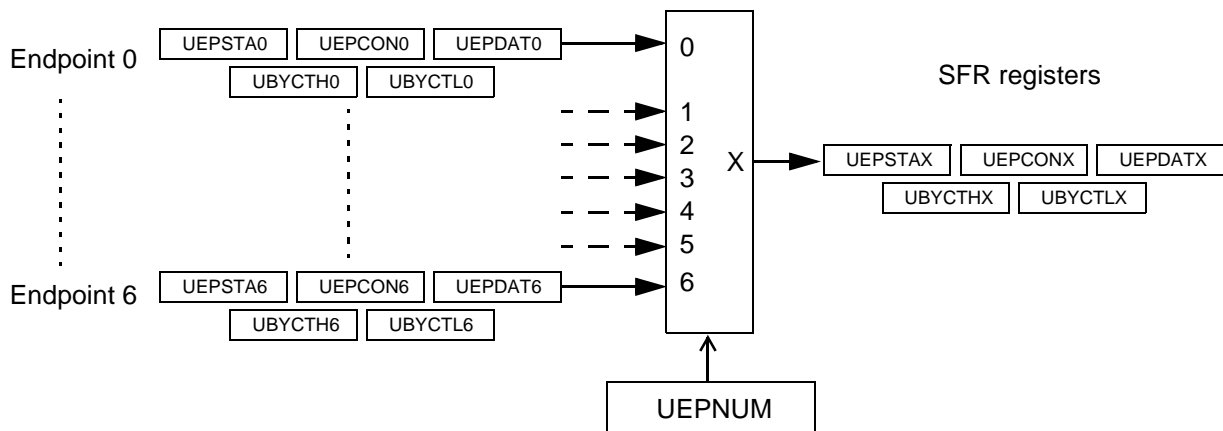 Endpoint 0
UEPSTA0 UEPCON0 UEPDAT0
UBYCTH0 UBYCTL0
0
SFR registers
1
2
3
4
5
6
X
UEPSTAX UEPCONX UEPDATX
UBYCTHX UBYCTLX
Endpoint 6
UEPSTA6 UEPCON6 UEPDAT6
UBYCTH6 UBYCTL6
UEPNUM